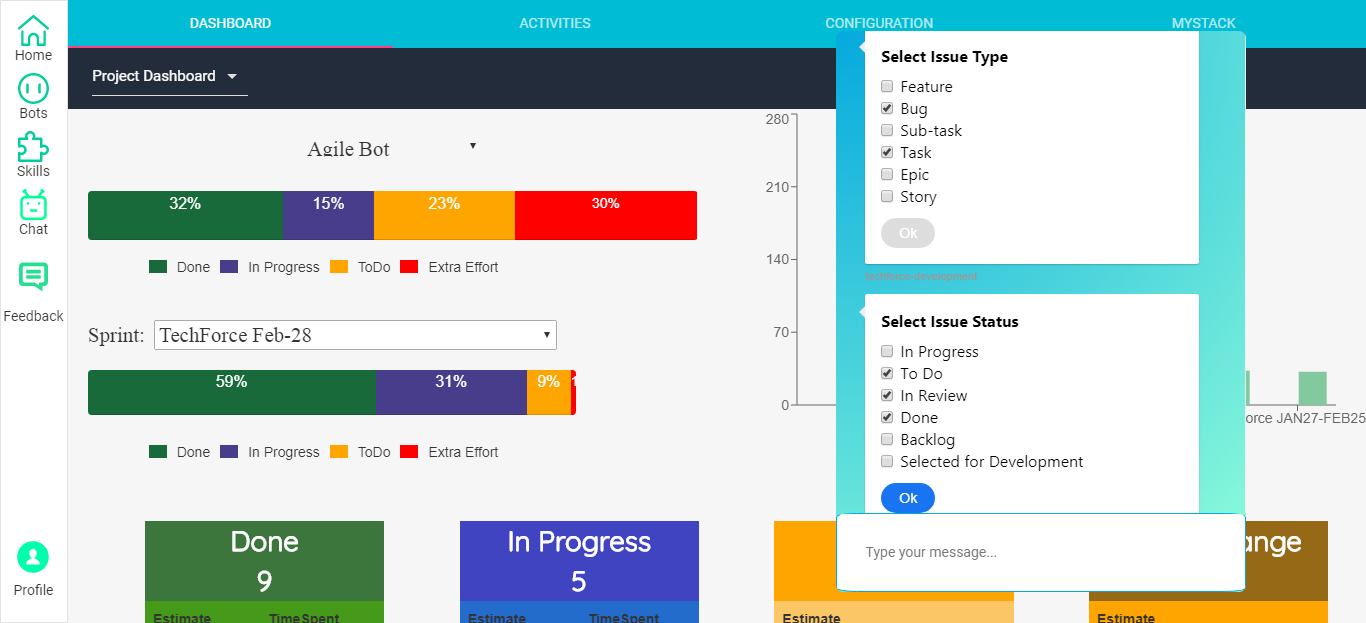 DASHBOARD
ACTIVITIES
CONFIGURATION
MYSTACK
Home
Bots
Skills
Chat
Feedback
Profile
Project Dashboard
Agile Bot
32%
15%
23%
30%
Done
In Progress
ToDo
Extra Effort
Sprint:
TechForce Feb-28
59%
31%
9%
Done
In Progress
ToDo
Extra Effort
280
210
140
70
0
orce JAN27-FEB25
Select Issue Type
Feature
Bug
Sub-task
Task
Epic
Story
Ok
techforce-development
Select Issue Status
In Progress
To Do
In Review
Done
Backlog
Selected for Development
Ok
Type your message...
Done
9
Estimate
TimeSpent
In Progress
5
Estimate
TimeSpent
Estimate
ange
Estimate